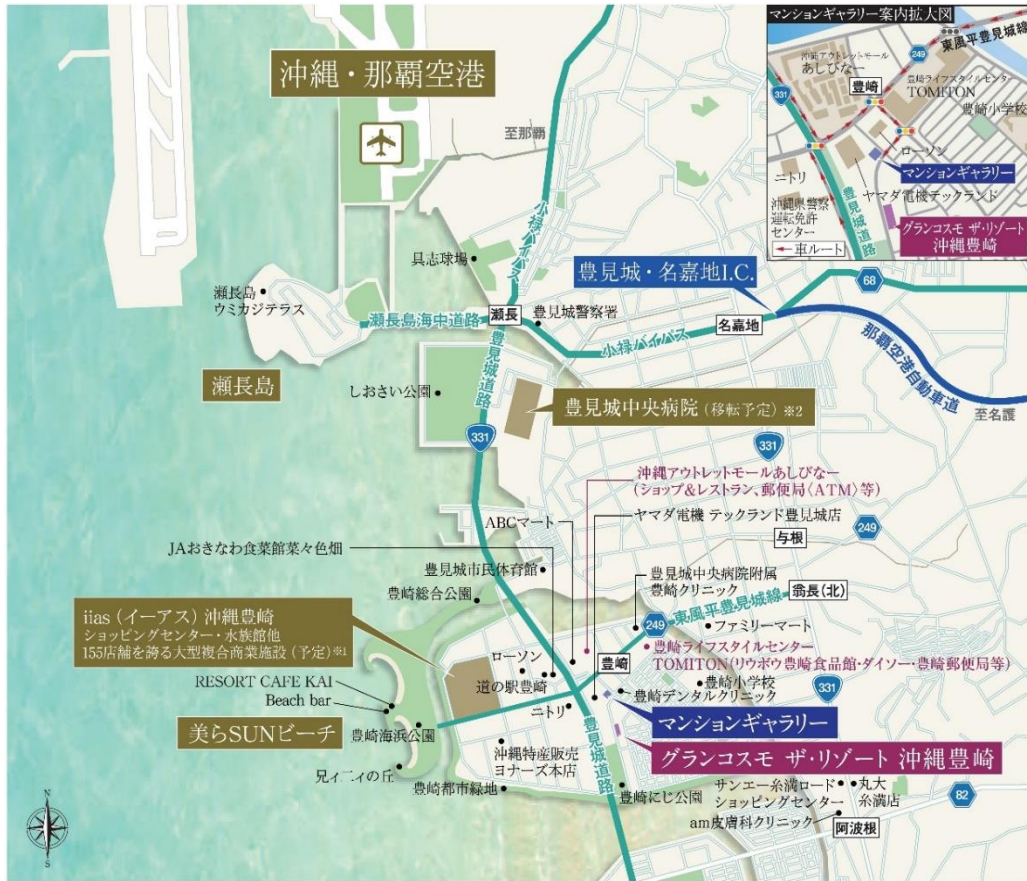 沖縄・那覇空港
至那覇
小禄バイパス
具志球場
瀬長島
ウミカジテラス
瀬長島海中道路
瀬長
豊見城警察署
豊見城・名嘉地I.C.
68
小禄バイパス
名嘉地
那覇空港自動車道
至名護
瀬長島
しおさい公園
豊見城道路
豊見城中央病院(移転予定)※2
331
331
沖縄アウトレットモールあしびなー
(ショップ&レストラン、郵便局〈ATM〉等)
ABCマート
ヤマダ電機 テックランド豊見城店
249
与根
JAおきなわ食菜館菜々色畑
豊見城市民体育館
豊崎総合公園
豊見城中央病院附属
豊崎クリニック
東風平豊見城線
翁長(北)
249
ファミリーマート
iias(イーアス)沖縄豊崎
ショッピングセンター・水族館他
155店舗を誇る大型複合商業施設(予定)※1
豊崎
豊崎ライフスタイルセンター
TOMITON(リウボウ豊崎食品館・ダイソー・豊崎郵便局等)
ローソン
道の駅豊崎
豊崎小学校
331
豊崎デンタルクリニック
RESORT CAFE KAI
Beach bar
ニトリ
マンションギャラリー
美らSUNビーチ
豊崎海浜公園
豊見城道路
グランコスモ ザ・リゾート 沖縄豊崎
沖縄特産販売
ヨナーズ本店
兄ィ二ィの丘
豊崎都市緑地
豊崎にじ公園
サンエー糸満ロード
ショッピングセンター
丸大
糸満店
82
am皮膚科クリニック
阿波根
N
S
マンションギャラリー案内拡大図
東風平豊見城線
249
沖縄アウトレットモール
あしびなー
331
豊崎
豊崎ライフスタイルセンター
TOMITON
豊崎小学校
ローソン
マンションギャラリー
ニトリ
ヤマダ電機テックランド
沖縄県警察
運転免許
センター
豊見城道路
グランコスモ ザ・リゾート
沖縄豊崎
車ルート